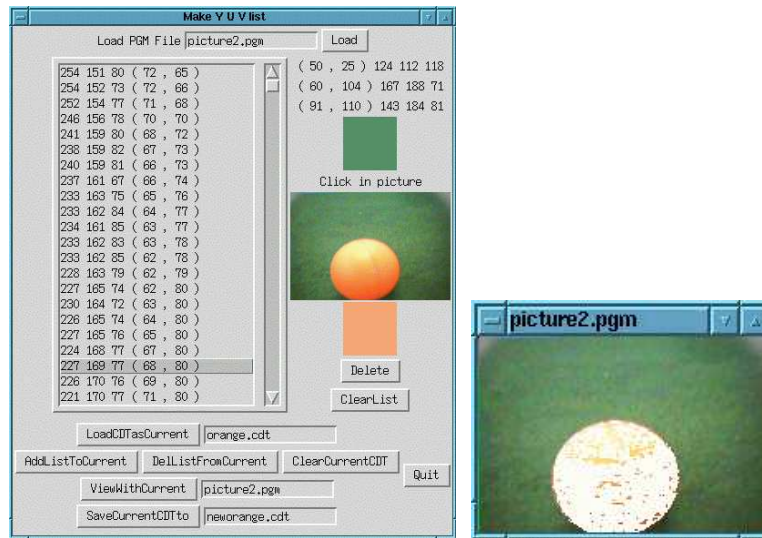 Make Y U V list
Load PGM File picture2.pgm Load
254 151 80 ( 72 , 65 )
254 152 73 ( 72 , 66 )
252 154 77 ( 71 , 68 )
246 156 78 ( 70 , 70 )
241 159 80 ( 68 , 72 )
238 159 82 ( 67 , 73 )
240 159 81 ( 66 , 73 )
237 161 67 ( 66 , 74 )
233 163 75 ( 65 , 76 )
233 162 84 ( 64 , 77 )
234 161 85 ( 63 , 77 )
233 162 83 ( 63 , 78 )
233 162 85 ( 62 , 78 )
228 163 79 ( 62 , 79 )
227 165 74 ( 62 , 80 )
230 164 72 ( 63 , 80 )
226 165 74 ( 64 , 80 )
227 165 76 ( 65 , 80 )
224 168 77 ( 67 , 80 )
227 169 77 ( 68 , 80 )
226 170 76 ( 69 , 80 )
221 170 77 ( 71 , 80 )
( 50 , 25 ) 124 112 118
( 60 , 104 ) 167 188 71
( 91 , 110 ) 143 184 81
Click in picture
Delete
ClearList
LoadCDTasCurrent orange.cdt
AddListToCurrent DelListFromCurrent ClearCurrentCDT
Quit
ViewWithCurrent picture2.pgm
SaveCurrentCDTto neworange.cdt
picture2.pgm